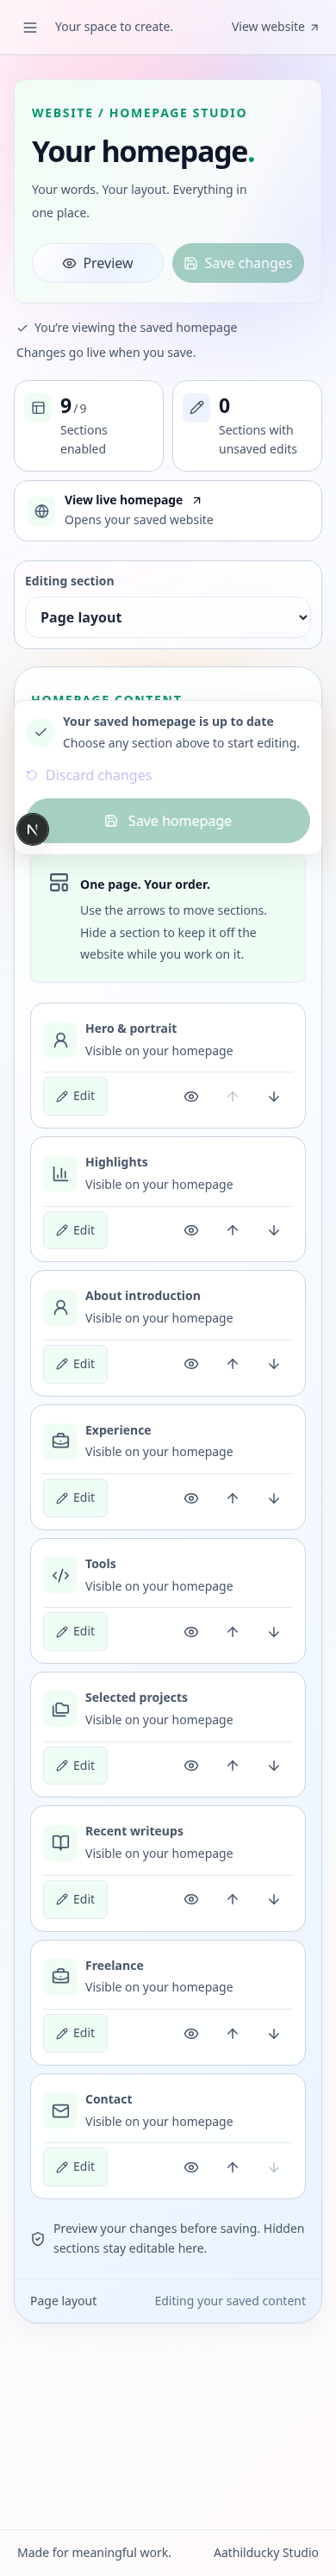 Your space to create.
View website
WEBSITE / HOMEPAGE STUDIO
Your homepage.
Your words. Your layout. Everything in
one place.
Preview
Save changes
You’re viewing the saved homepage
Changes go live when you save.
9 / 9
Sections
enabled
0
Sections with
unsaved edits
View live homepage
Opens your saved website
Editing section
Page layout
HOMEPAGE CONTENT
Your saved homepage is up to date
Choose any section above to start editing.
Discard changes
N
Save homepage
One page. Your order.
Use the arrows to move sections.
Hide a section to keep it off the
website while you work on it.
Hero & portrait
Visible on your homepage
Edit
Highlights
Visible on your homepage
Edit
About introduction
Visible on your homepage
Edit
Experience
Visible on your homepage
Edit
Tools
Visible on your homepage
Edit
Selected projects
Visible on your homepage
Edit
Recent writeups
Visible on your homepage
Edit
Freelance
Visible on your homepage
Edit
Contact
Visible on your homepage
Edit
Preview your changes before saving. Hidden
sections stay editable here.
Page layout
Editing your saved content
Made for meaningful work.
Aathilducky Studio